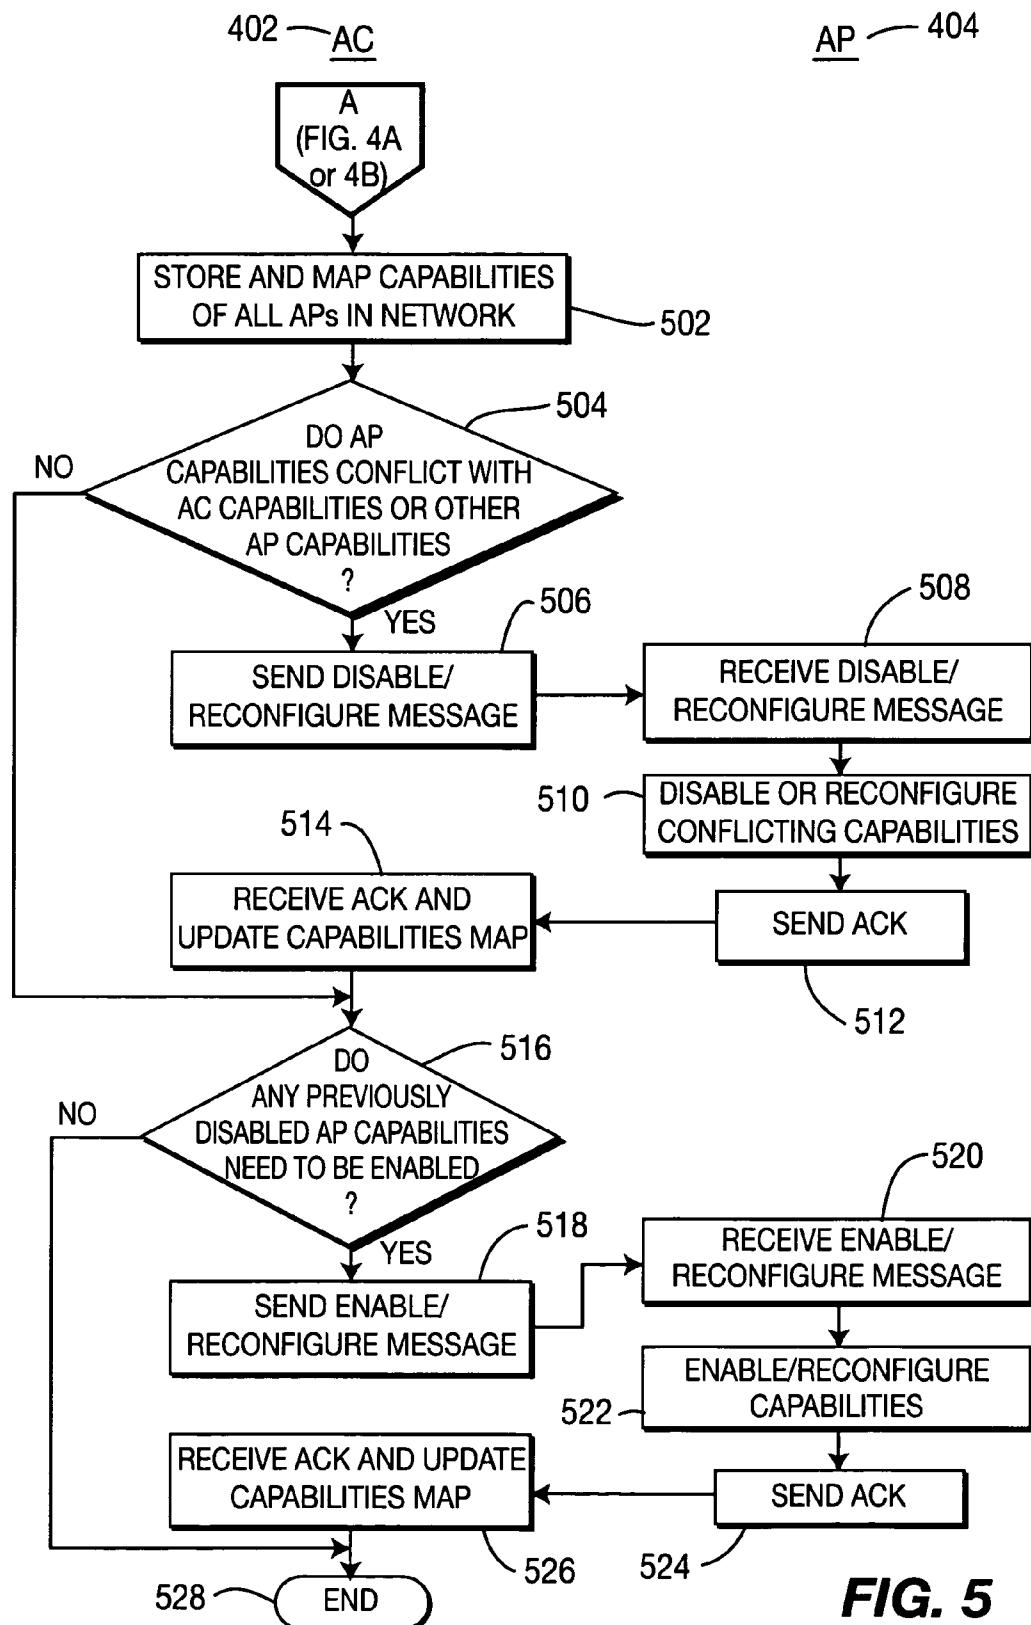 402 AC
AP 404
A
(FIG. 4A
or 4B)
STORE AND MAP CAPABILITIES
OF ALL APs IN NETWORK
502
504
DO AP
CAPABILITIES CONFLICT WITH
AC CAPABILITIES OR OTHER
AP CAPABILITIES
?
NO
YES
506
SEND DISABLE/
RECONFIGURE MESSAGE
508
RECEIVE DISABLE/
RECONFIGURE MESSAGE
510
DISABLE OR RECONFIGURE
CONFLICTING CAPABILITIES
514
RECEIVE ACK AND
UPDATE CAPABILITIES MAP
SEND ACK
512
516
DO
ANY PREVIOUSLY
DISABLED AP CAPABILITIES
NEED TO BE ENABLED
?
NO
YES
518
SEND ENABLE/
RECONFIGURE MESSAGE
520
RECEIVE ENABLE/
RECONFIGURE MESSAGE
522
ENABLE/RECONFIGURE
CAPABILITIES
RECEIVE ACK AND UPDATE
CAPABILITIES MAP
526
SEND ACK
524
528
END
FIG. 5